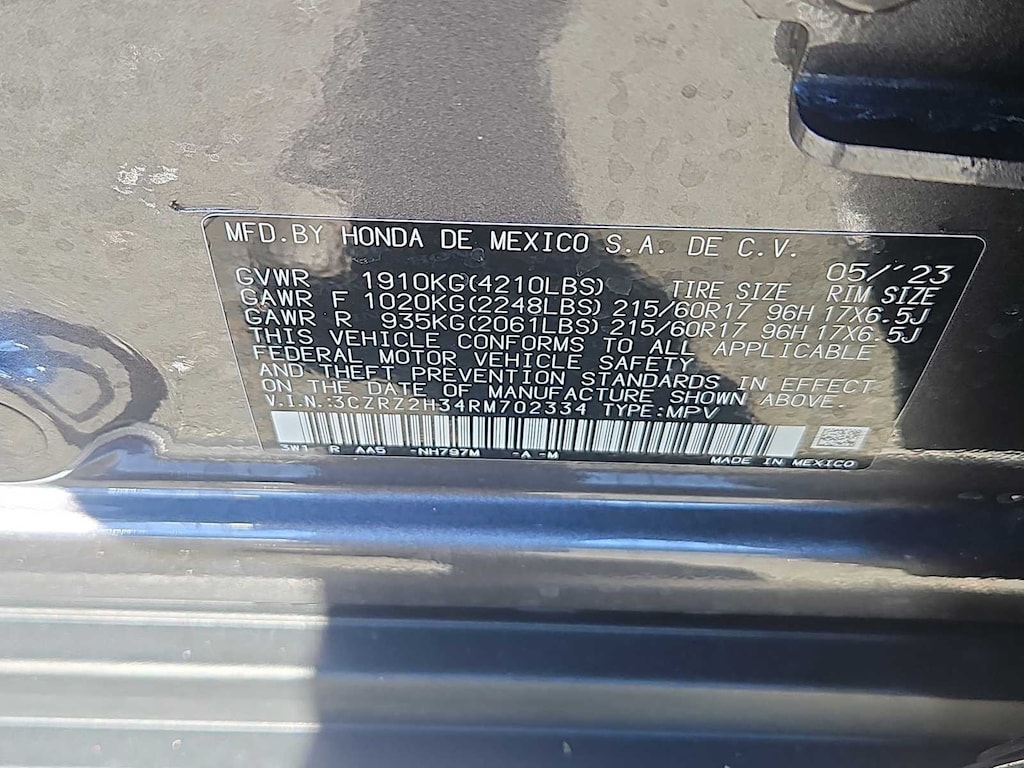 MFD.BY HONDA DE MEXICO S.A. DE C.V.
05/'23
GVWR 1910KG(4210LBS) TIRE SIZE RIM SIZE
GAWR F 1020KG(2248LBS) 215/60R17 96H 17X6.5J
GAWR R 935KG(2061LBS) 215/60R17 96H 17X6.5J
THIS VEHICLE CONFORMS TO ALL APPLICABLE
FEDERAL MOTOR VEHICLE SAFETY
AND THEFT PREVENTION STANDARDS IN EFFECT
ON THE DATE OF MANUFACTURE SHOWN ABOVE.
V.I.N.:3CZRZ2H34RM702334 TYPE:MPV
3W1 R AA5 -NH797M -A -M
MADE IN MEXICO